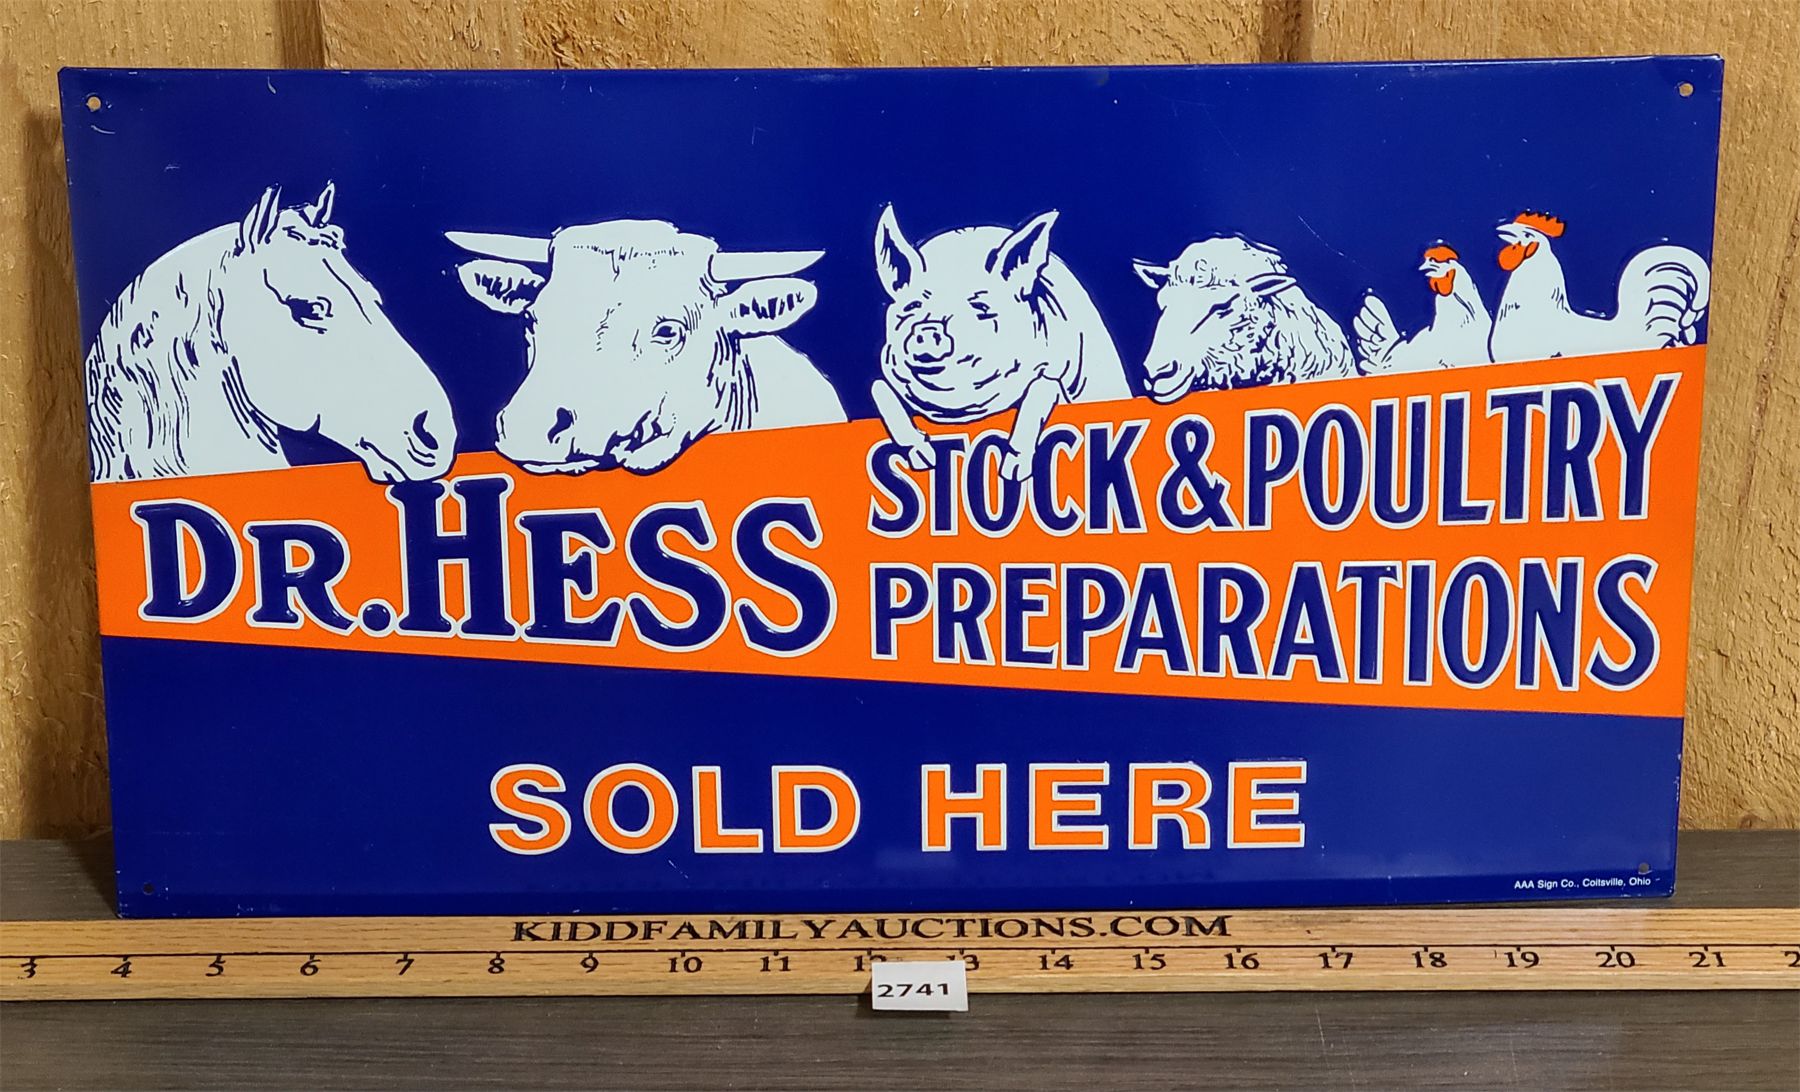 DR. HESS STOCK & POULTRY
PREPARATIONS
SOLD HERE
AAA Sign Co., Coitsville, Ohio
KIDDFAMILYAUCTIONS.COM
3 4 5 6 7 8 9 10 11 12 13 14 15 16 17 18 19 20 21 2
2741